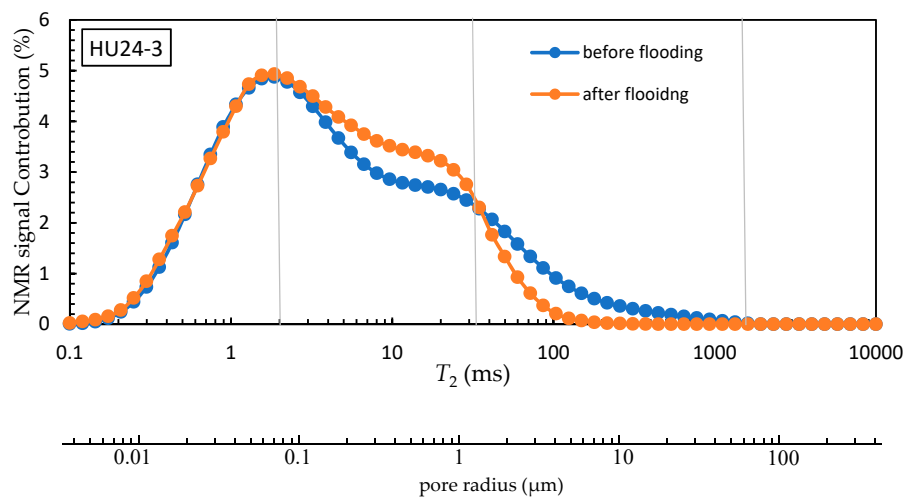 HU24-3
NMR signal Controbution (%)
6
5
4
3
2
1
0
before flooding
after flooidng
0.1 1 10 100 1000 10000
T2 (ms)
0.01 0.1 1 10 100
pore radius (μm)